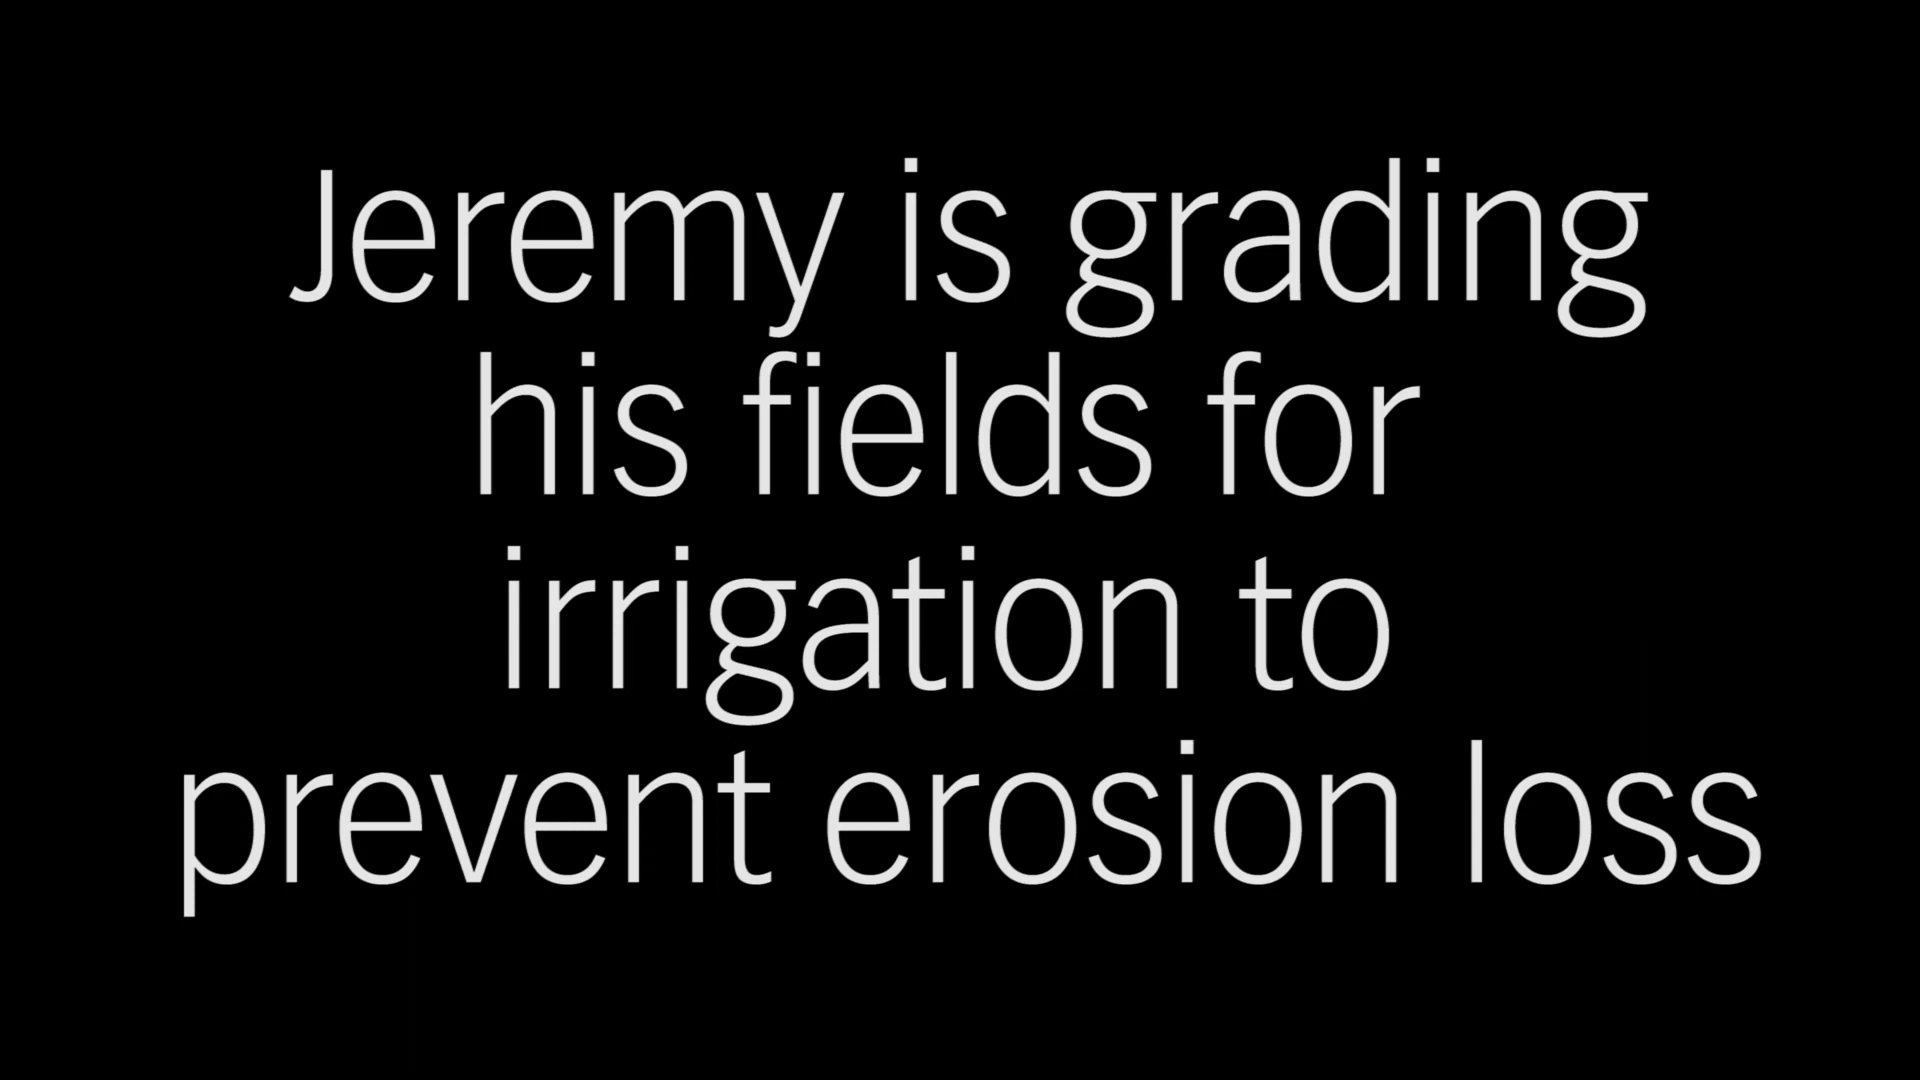 Jeremy is grading
his fields for
irrigation to
prevent erosion loss